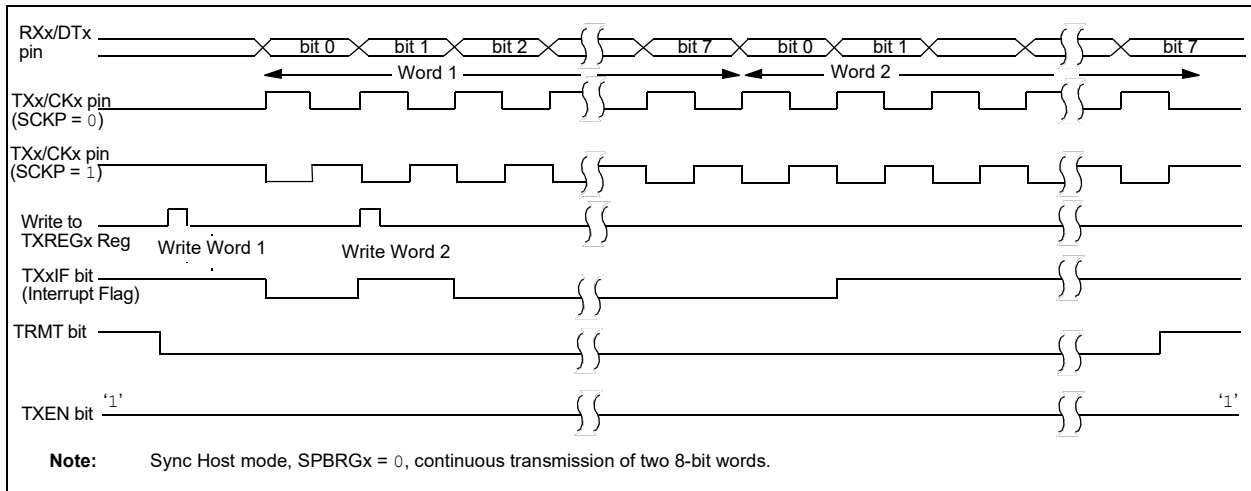 RXx/DTx
pin
bit 0 bit 1 bit 2 bit 7 bit 0 bit 1 bit 7
Word 1 Word 2
TXx/CKx pin
(SCKP = 0)
TXx/CKx pin
(SCKP = 1)
Write to
TXREGx Reg
Write Word 1 Write Word 2
TXxIF bit
(Interrupt Flag)
TRMT bit
‘1’ ‘1’
TXEN bit
Note: Sync Host mode, SPBRGx = 0, continuous transmission of two 8-bit words.